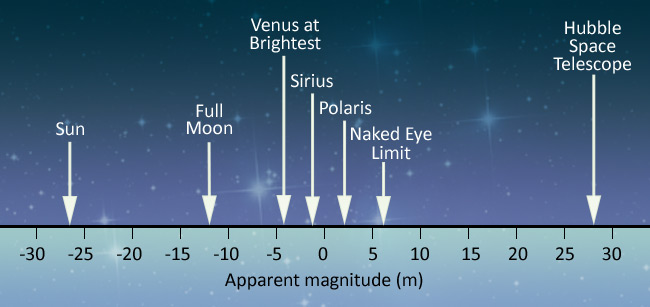 Venus at
Brightest
Hubble
Space
Telescope
Sirius
Full
Moon
Polaris
Sun
Naked Eye
Limit
-30 -25 -20 -15 -10 -5 0 5 10 15 20 25 30
Apparent magnitude (m)